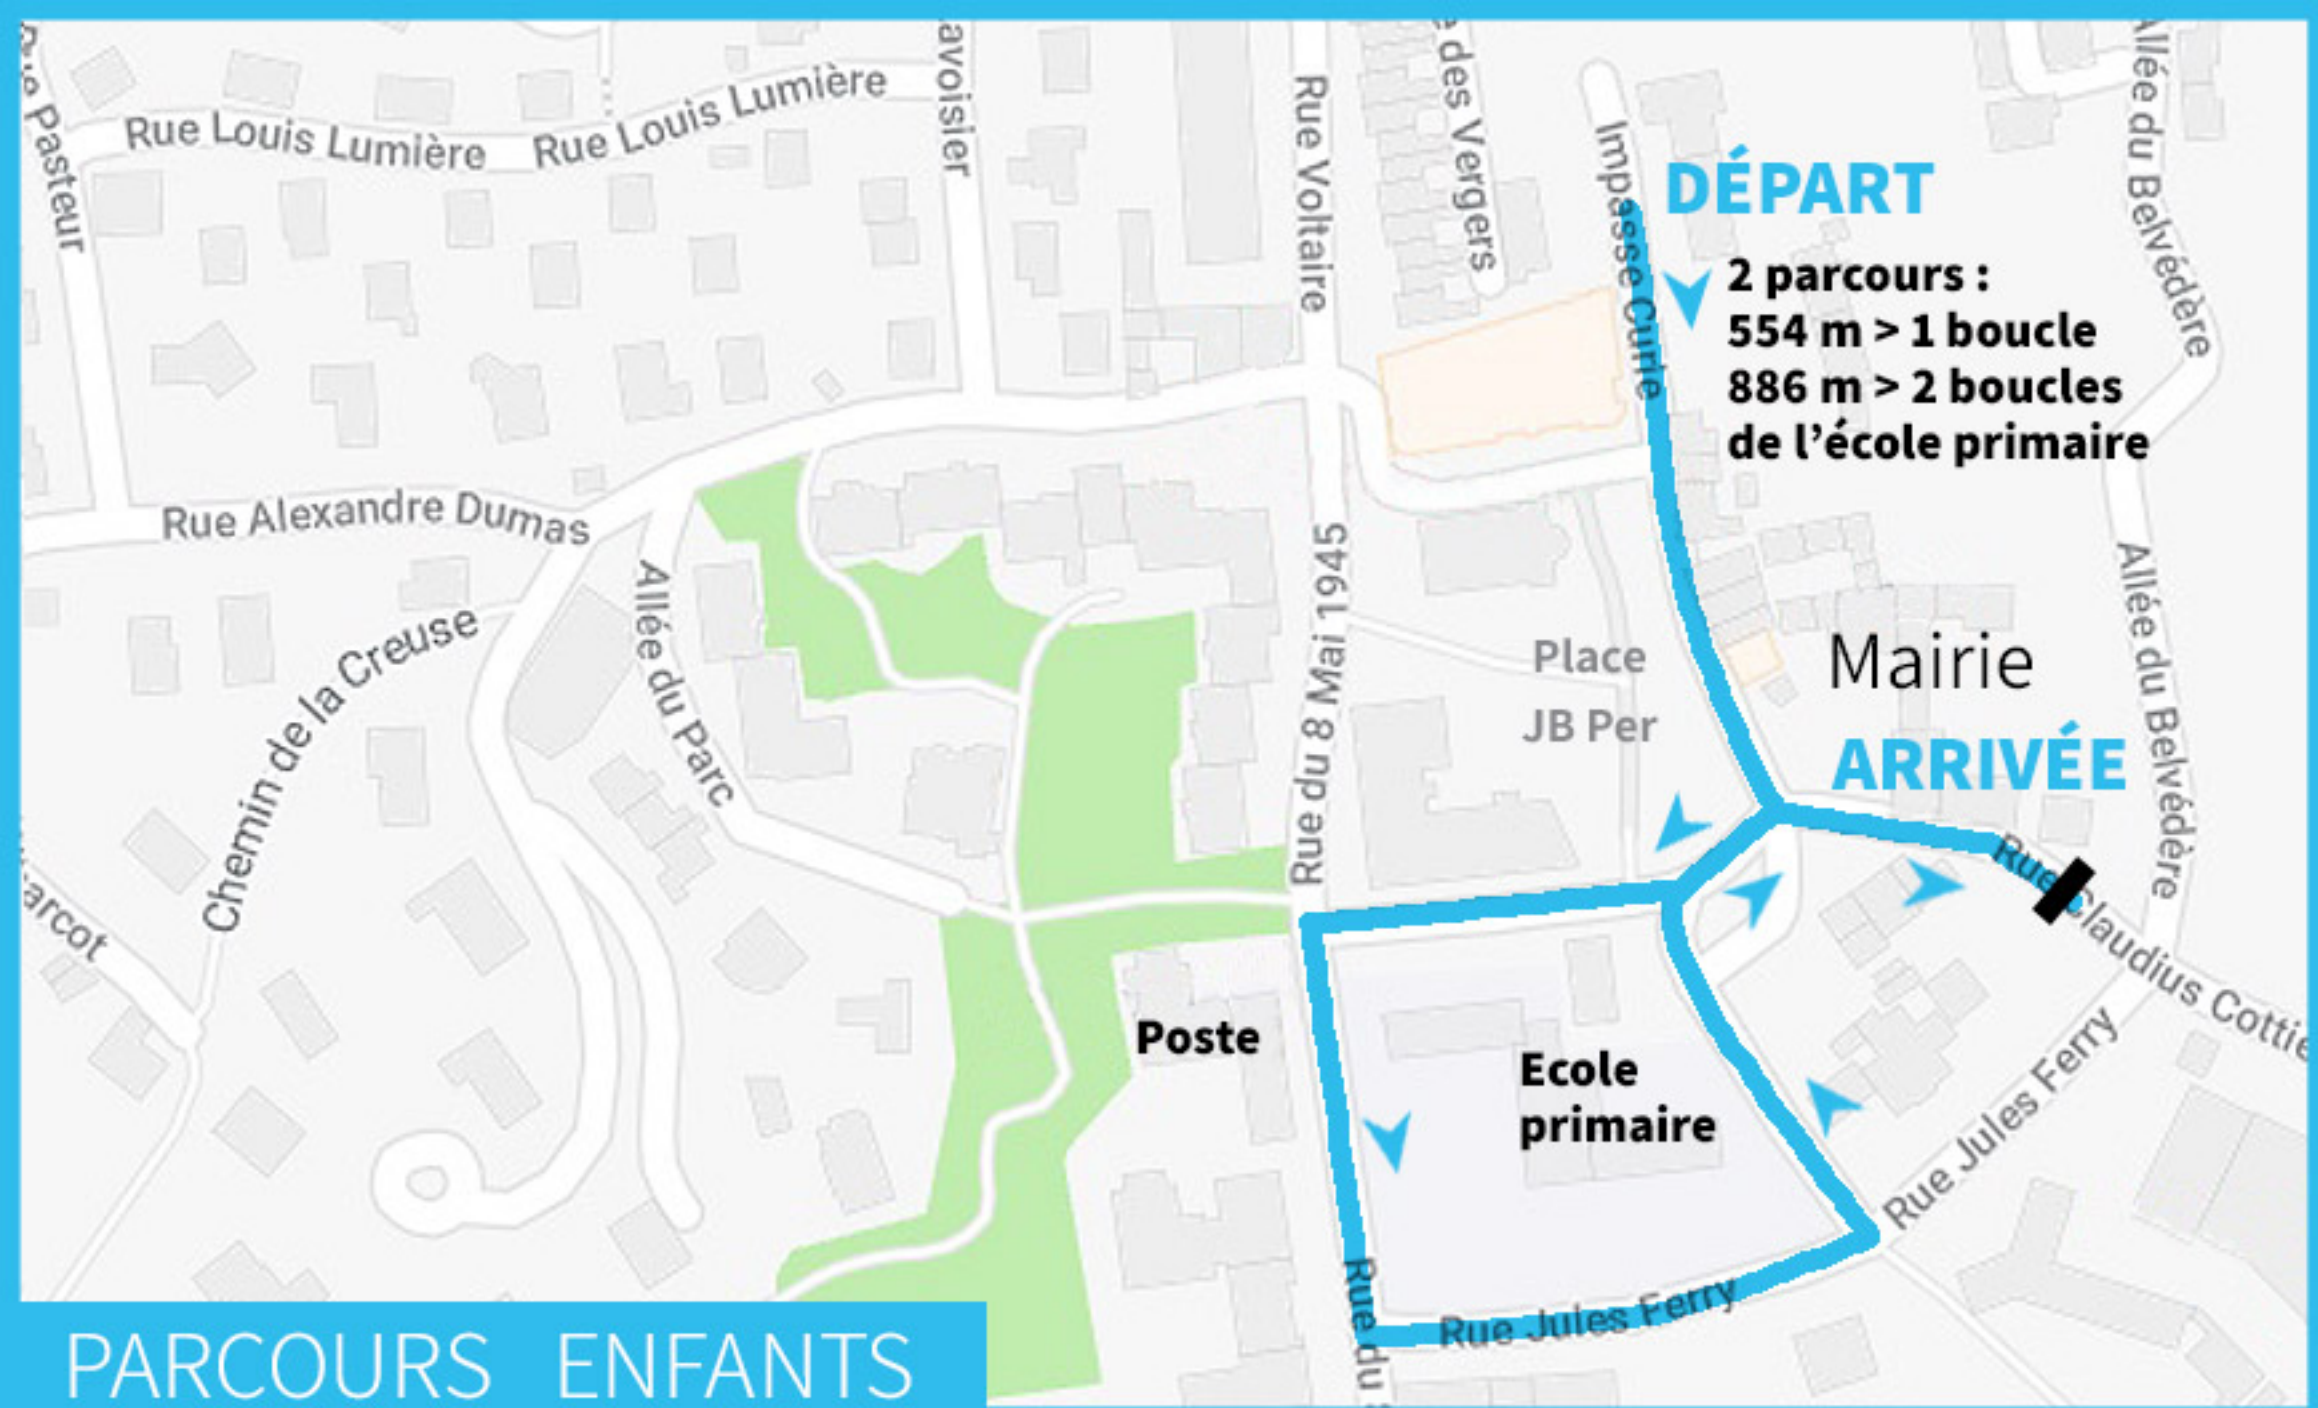 Rue Pasteur
Rue Louis Lumière
Rue Louis Lumière
avoisier
Rue Voltaire
e des Vergers
Impasse Curie
Allée du Belvédère
DÉPART
2 parcours :
554 m > 1 boucle
886 m > 2 boucles
de l’école primaire
Rue Alexandre Dumas
Chemin de la Creuse
Allée du Parc
Rue du 8 Mai 1945
Place
JB Per
Mairie
ARRIVÉE
Allée du Belvédère
Rue Claudius Cottie
arcot
Poste
Ecole
primaire
Rue Jules Ferry
Rue Jules Ferry
Rue du
PARCOURS ENFANTS